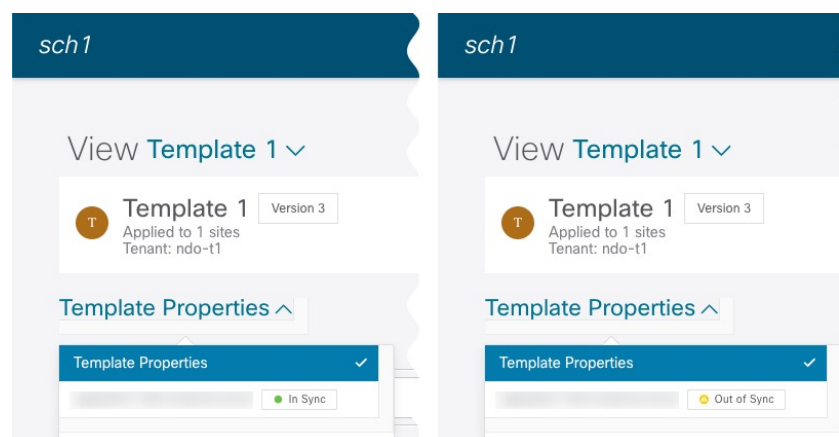 sch1
View Template 1
T
Template 1 Version 3
Applied to 1 sites
Tenant: ndo-t1
Template Properties
Template Properties
In Sync
sch1
View Template 1
T
Template 1 Version 3
Applied to 1 sites
Tenant: ndo-t1
Template Properties
Template Properties
Out of Sync